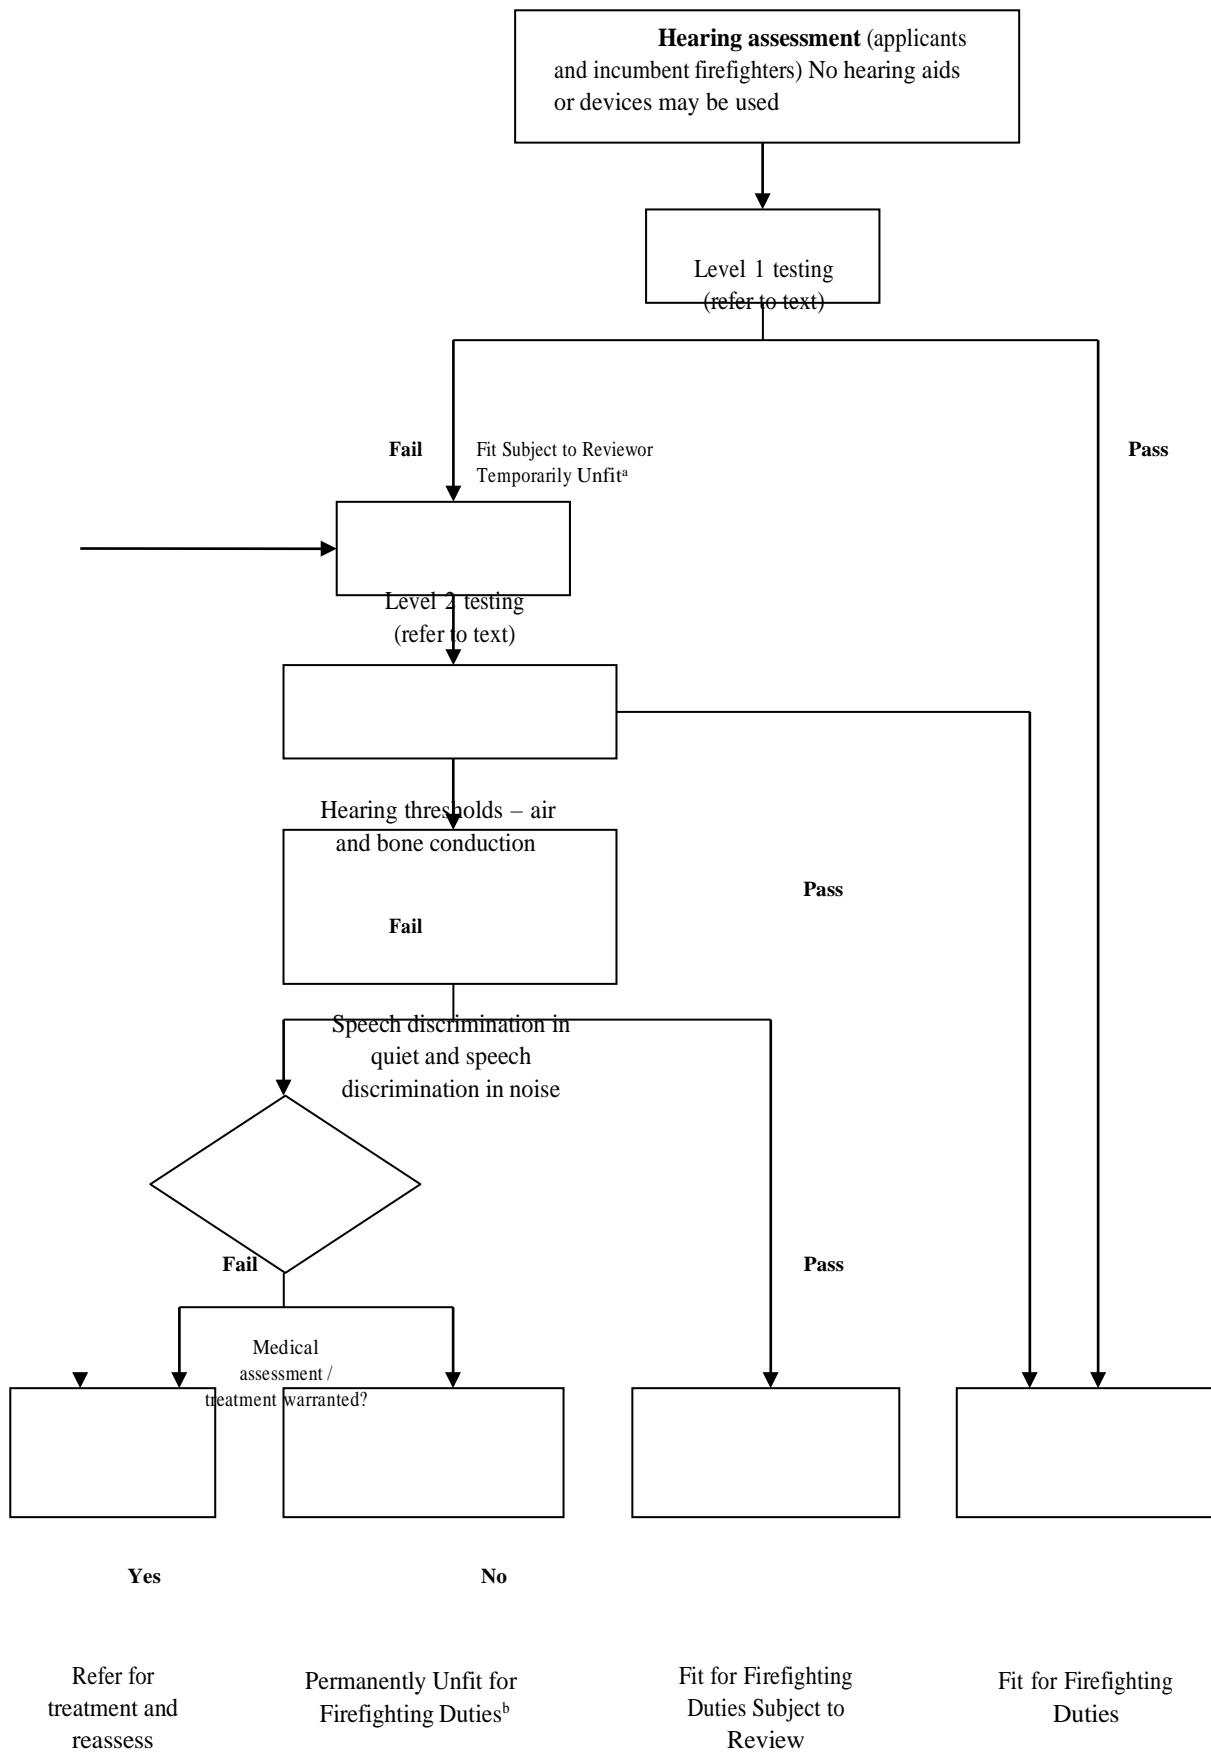 Hearing assessment (applicants
and incumbent firefighters) No hearing aids
or devices may be used
Level 1 testing
(refer to text)
Fail
Fit Subject to Reviewor
Temporarily Unfitᵃ
Pass
Level 2 testing
(refer to text)
Hearing thresholds – air
and bone conduction
Pass
Fail
Speech discrimination in
quiet and speech
discrimination in noise
Fail
Pass
Medical
assessment /
treatment warranted?
Yes
No
Refer for
treatment and
reassess
Permanently Unfit for
Firefighting Dutiesᵇ
Fit for Firefighting
Duties Subject to
Review
Fit for Firefighting
Duties